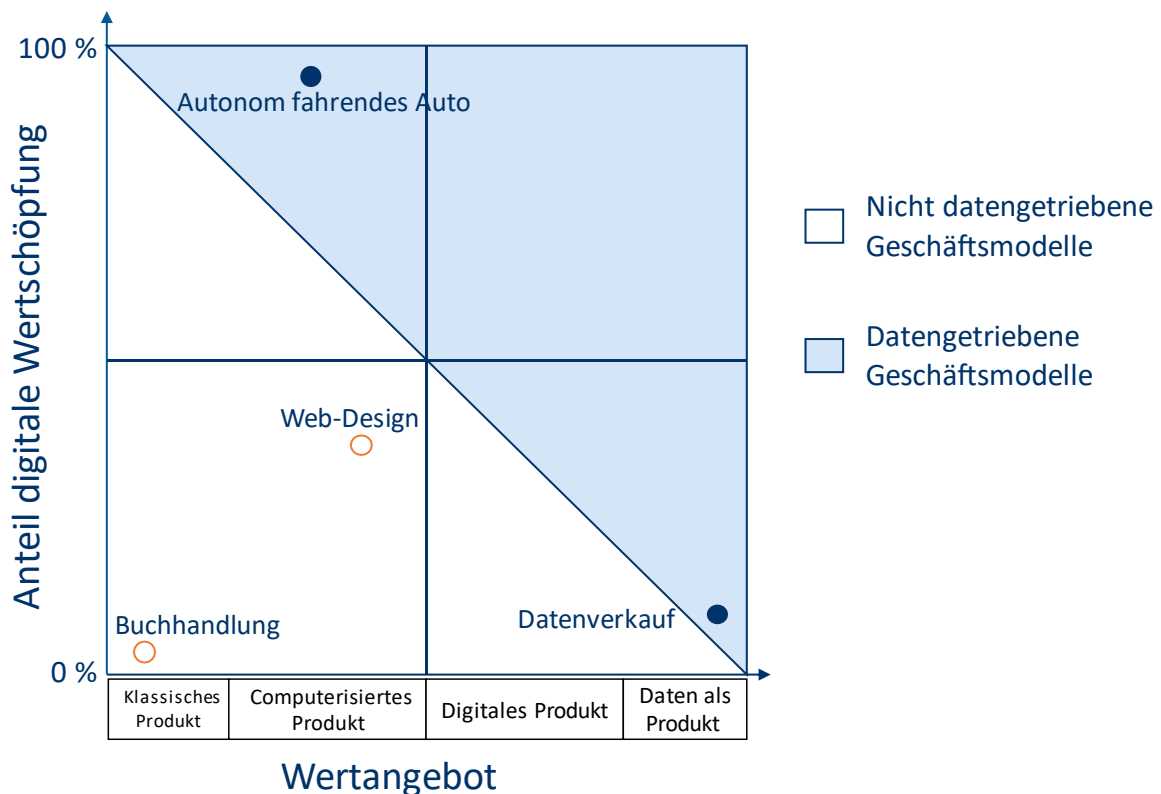 100 %
Autonom fahrendes Auto
Anteil digitale Wertschöpfung
Nicht datengetriebene
Geschäftsmodelle
Datengetriebene
Geschäftsmodelle
Web-Design
Datenverkauf
Buchhandlung
0 %
Klassisches
Produkt
Computerisiertes
Produkt
Digitales Produkt
Daten als
Produkt
Wertangebot